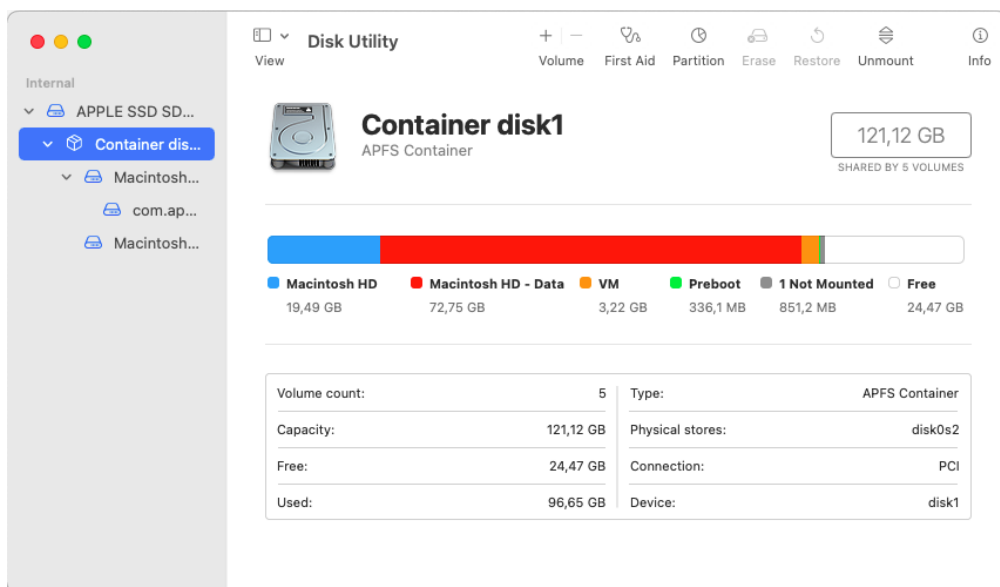 Disk Utility
View
Volume
First Aid
Partition
Erase
Restore
Unmount
Info
Internal
APPLE SSD SD...
Container dis...
Macintosh...
com.ap...
Macintosh...
Container disk1
APFS Container
121,12 GB
SHARED BY 5 VOLUMES
Macintosh HD
19,49 GB
Macintosh HD - Data
72,75 GB
VM
3,22 GB
Preboot
336,1 MB
1 Not Mounted
851,2 MB
Free
24,47 GB
Volume count: 5
Capacity: 121,12 GB
Free: 24,47 GB
Used: 96,65 GB
Type: APFS Container
Physical stores: disk0s2
Connection: PCI
Device: disk1